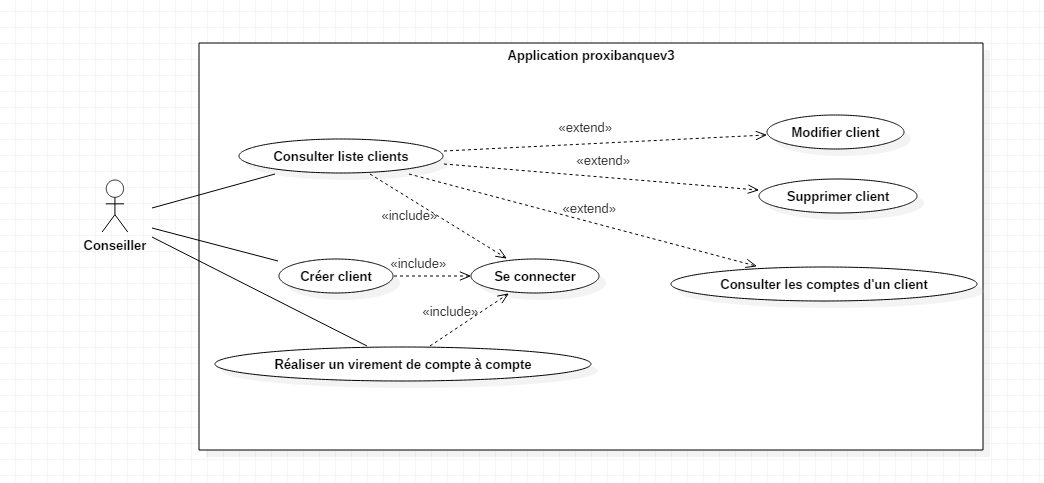 Application proxibanquev3
«extend»
Modifier client
Consulter liste clients
«extend»
Supprimer client
«extend»
«include»
Conseiller
«include»
Créer client
Se connecter
Consulter les comptes d'un client
«include»
Réaliser un virement de compte à compte